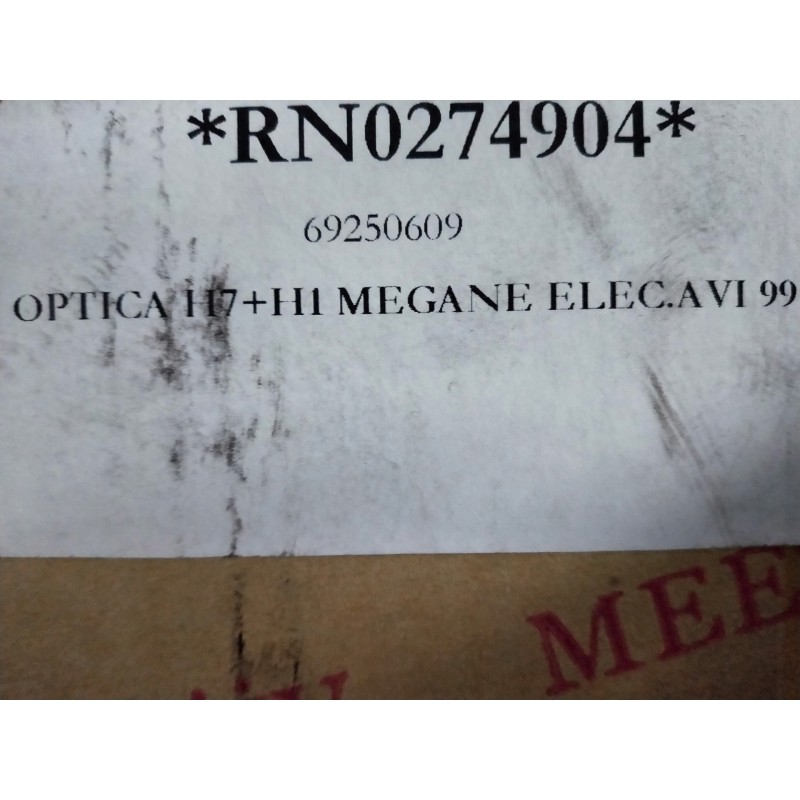 *RN0274904*
69250609
OPTICA H7+H1 MEGANE ELEC.AVI 99
MEE